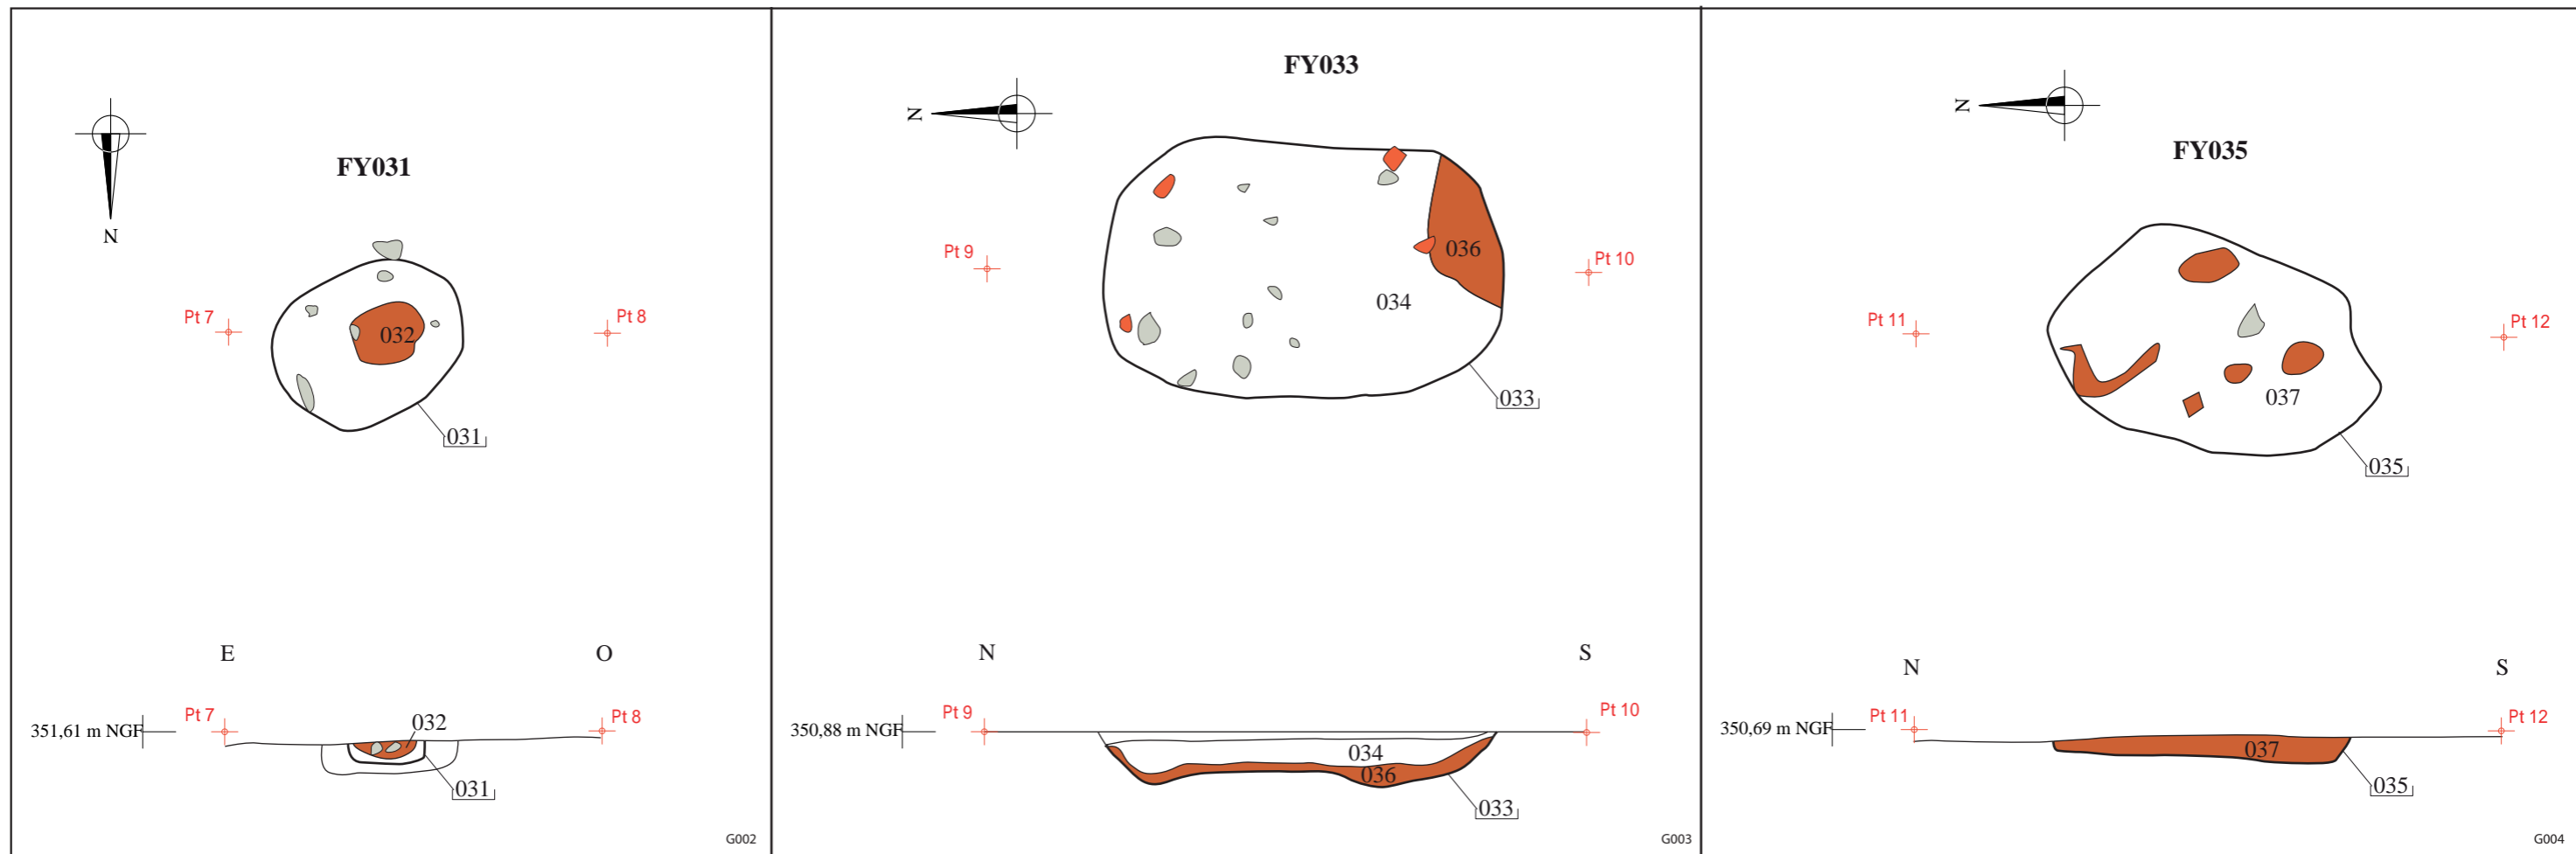 FY031
N
Pt 7
Pt 8
032
031
E
O
351,61 m NGF
Pt 7
Pt 8
032
031
G002
FY033
N
Pt 9
Pt 10
036
034
033
N
S
350,88 m NGF
Pt 9
Pt 10
034
036
033
G003
FY035
N
Pt 11
Pt 12
037
035
N
S
350,69 m NGF
Pt 11
Pt 12
037
035
G004